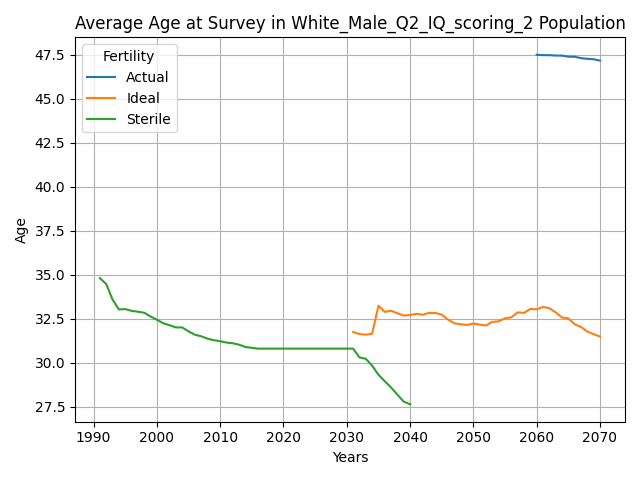 Average Age at Survey in White_Male_Q2_IQ_scoring_2 Population
Fertility
Actual
Ideal
Sterile
47.5
45.0
42.5
40.0
37.5
35.0
32.5
30.0
27.5
Age
1990 2000 2010 2020 2030 2040 2050 2060 2070
Years